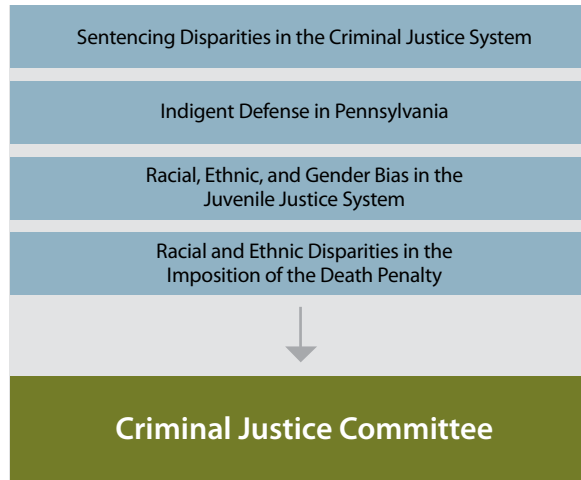 Sentencing Disparities in the Criminal Justice System
Indigent Defense in Pennsylvania
Racial, Ethnic, and Gender Bias in the
Juvenile Justice System
Racial and Ethnic Disparities in the
Imposition of the Death Penalty
Criminal Justice Committee